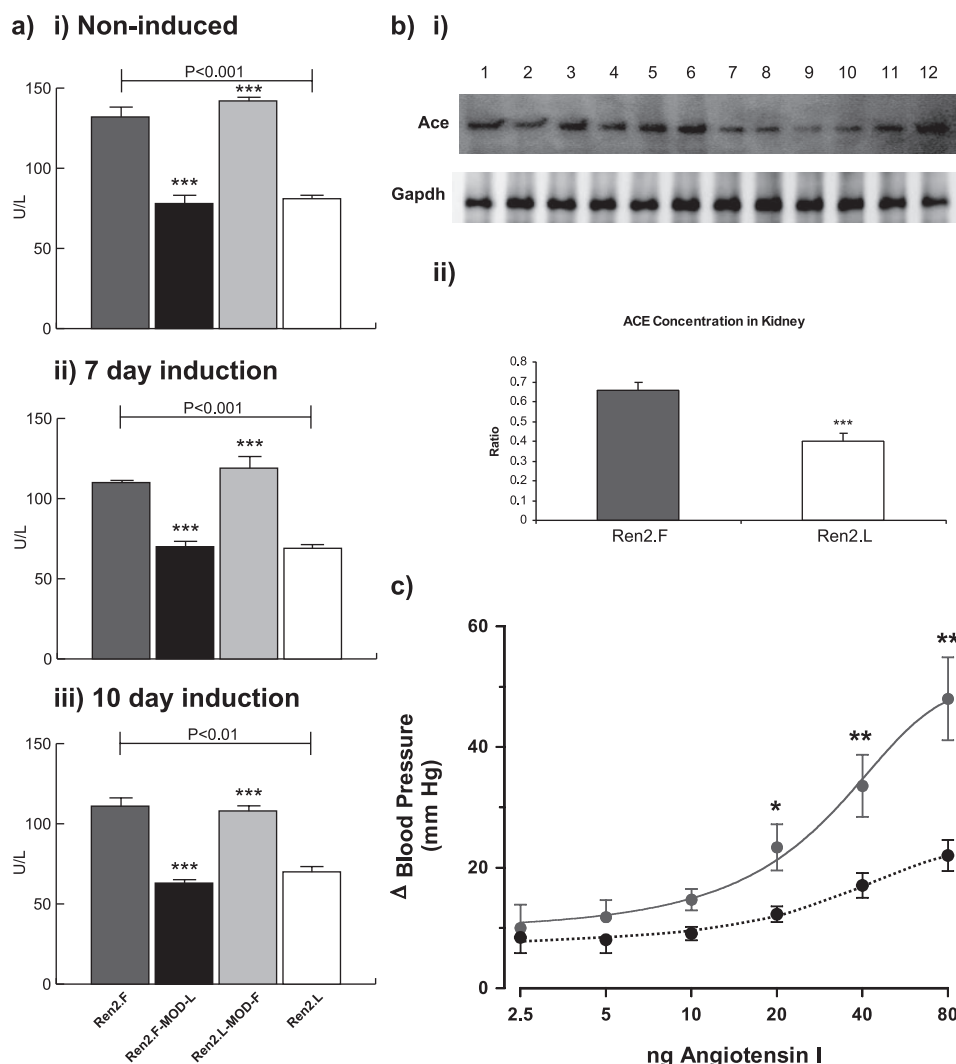 a) i) Non-induced
P<0.001
150
***
***
100
U/L
50
0
ii) 7 day induction
P<0.001
150
***
100
***
U/L
50
0
iii) 10 day induction
P<0.01
150
***
100
***
U/L
50
0
Ren2.F
Ren2.F-MOD-L
Ren2.L-MOD-F
Ren2.L
b) i)
1 2 3 4 5 6 7 8 9 10 11 12
Ace
Gapdh
ii)
ACE Concentration in Kidney
0.8
0.7
0.6
0.5
0.4
0.3
0.2
0.1
0
Ratio
***
Ren2.F Ren2.L
c)
60
**
40
**
*
20
0
Δ Blood Pressure
(mm Hg)
2.5 5 10 20 40 80
ng Angiotensin I